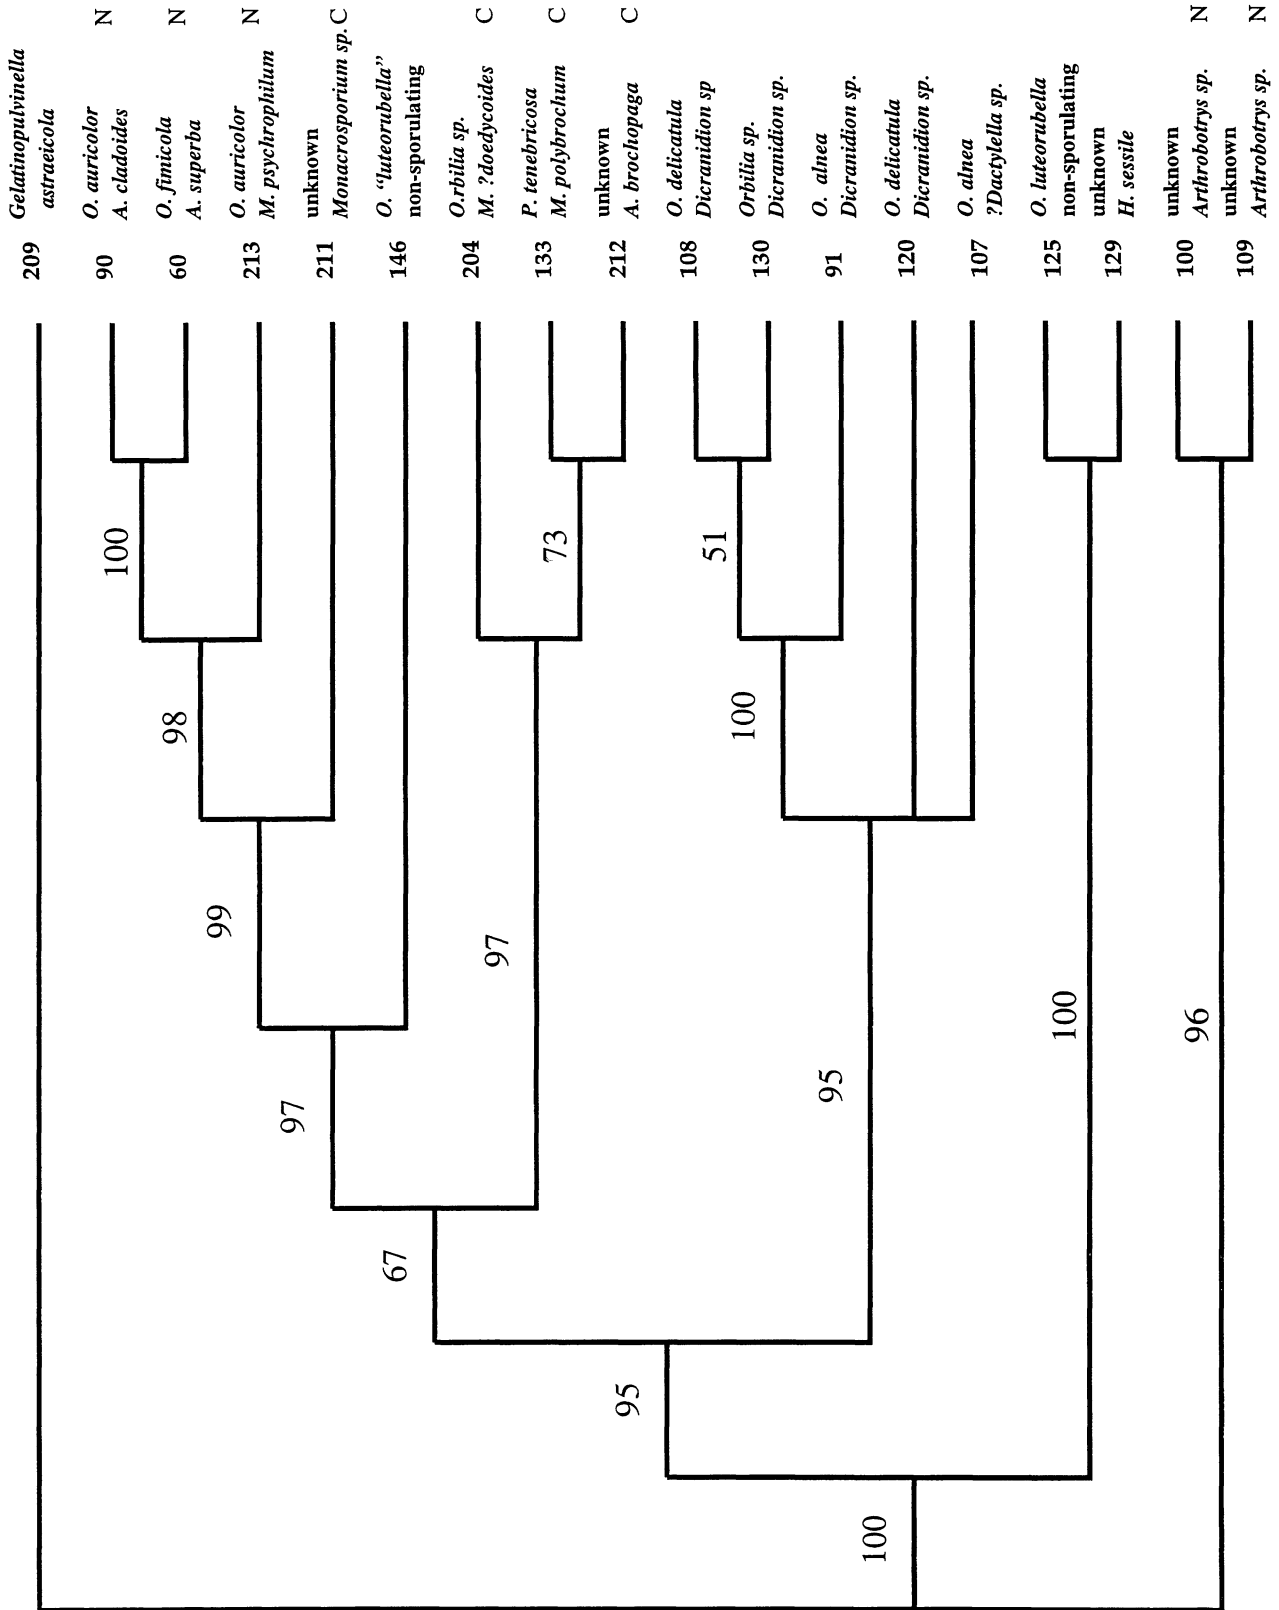 Gelatinopulvinella
astraeicola
209
O. auricolor N
A. cladoides
90
O. fimicola N
A. superba
60
O. auricolor N
M. psychrophilum
213
unknown
Monacrosporium sp. C
211
O. "luteorubella"
non-sporulating
146
O.rbilia sp.
M. ?doedycoides C
204
P. tenebricosa
M. polybrochum C
133
unknown
A. brochopaga C
212
O. delicatula
Dicranidion sp
108
Orbilia sp.
Dicranidion sp.
130
O. alnea
Dicranidion sp.
91
O. delicatula
Dicranidion sp.
120
O. alnea
?Dactylella sp.
107
O. luteorubella
non-sporulating
125
unknown
H. sessile
129
unknown
Arthrobotrys sp. N
100
unknown
Arthrobotrys sp. N
109
100
98
99
97
67
73
97
51
100
95
95
100
100
96